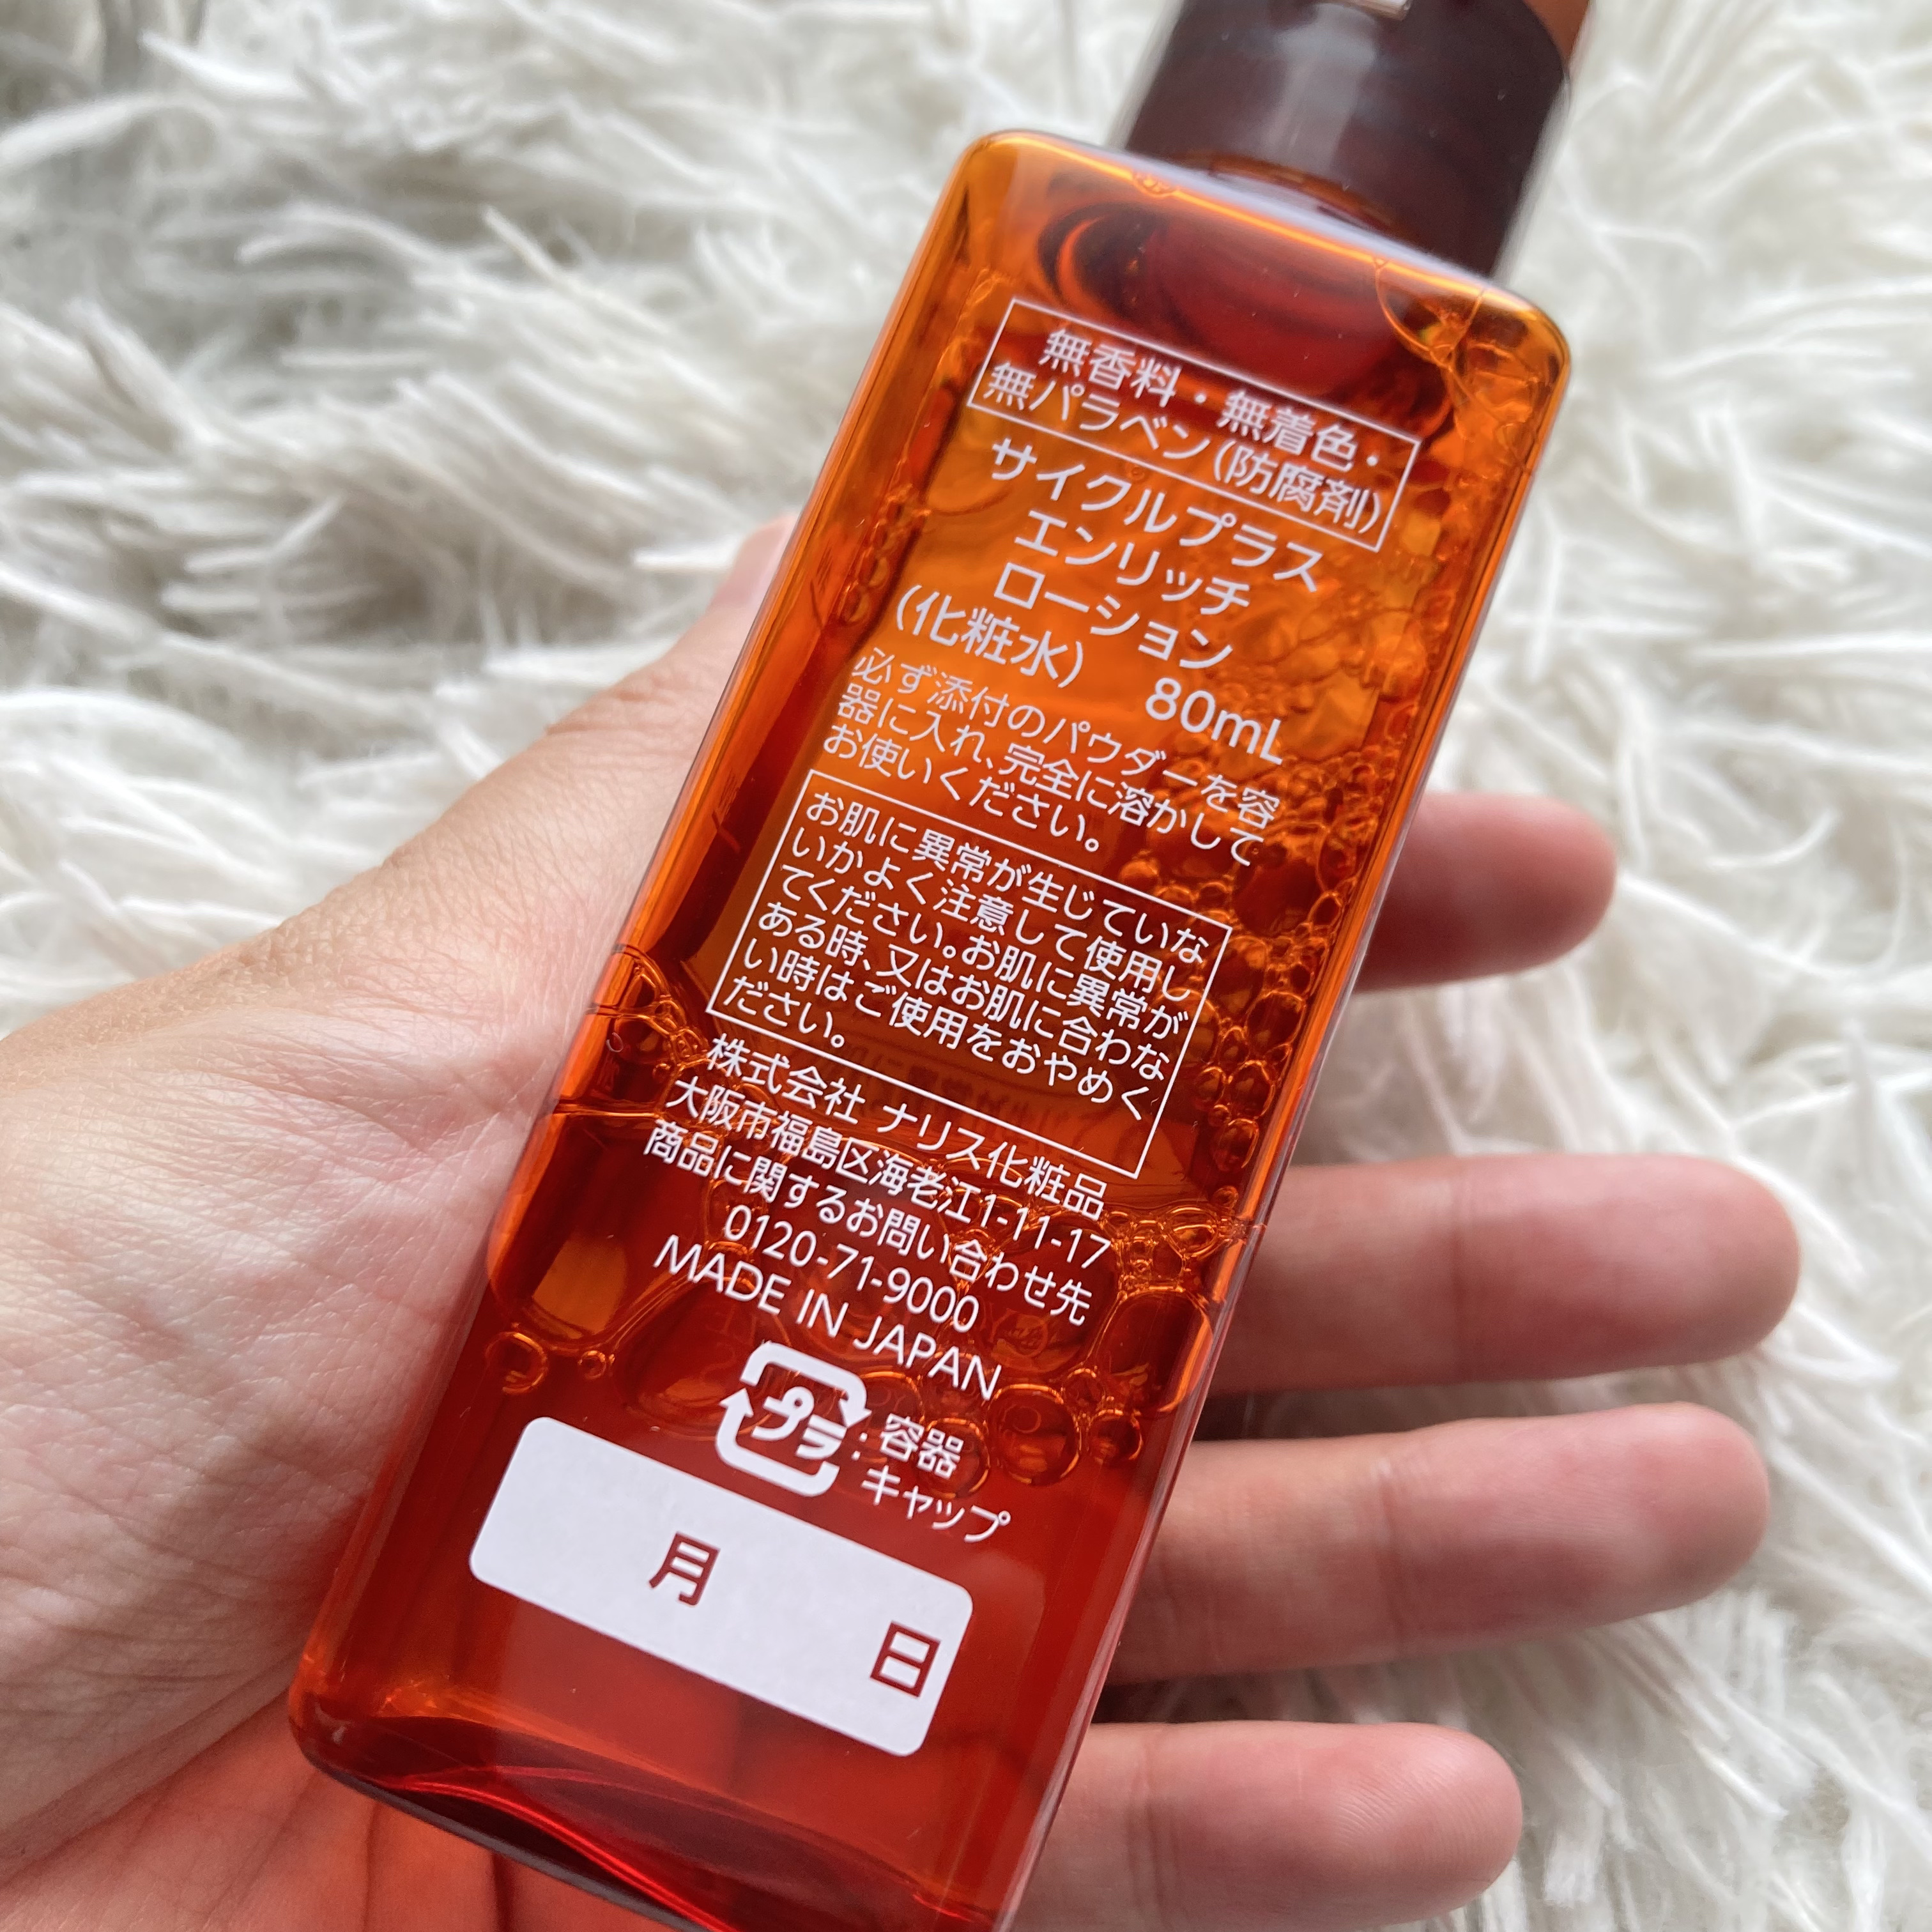 無香料・無着色・
無パラベン(防腐剤)
サイクルプラス
エンリッチ
ローション
(化粧水) 80mL
必ず添付のパウダーを容
器に入れ、完全に溶かして
お使いください。
お肌に異常が生じていな
いかよく注意して使用し
てください。お肌に異常が
ある時、又はお肌に合わな
い時はご使用をおやめく
ださい。
株式会社 ナリス化粧品
大阪市福島区海老江1-11-17
商品に関するお問い合わせ先
0120-71-9000
MADE IN JAPAN
プラ : 容器
: キャップ
月 日